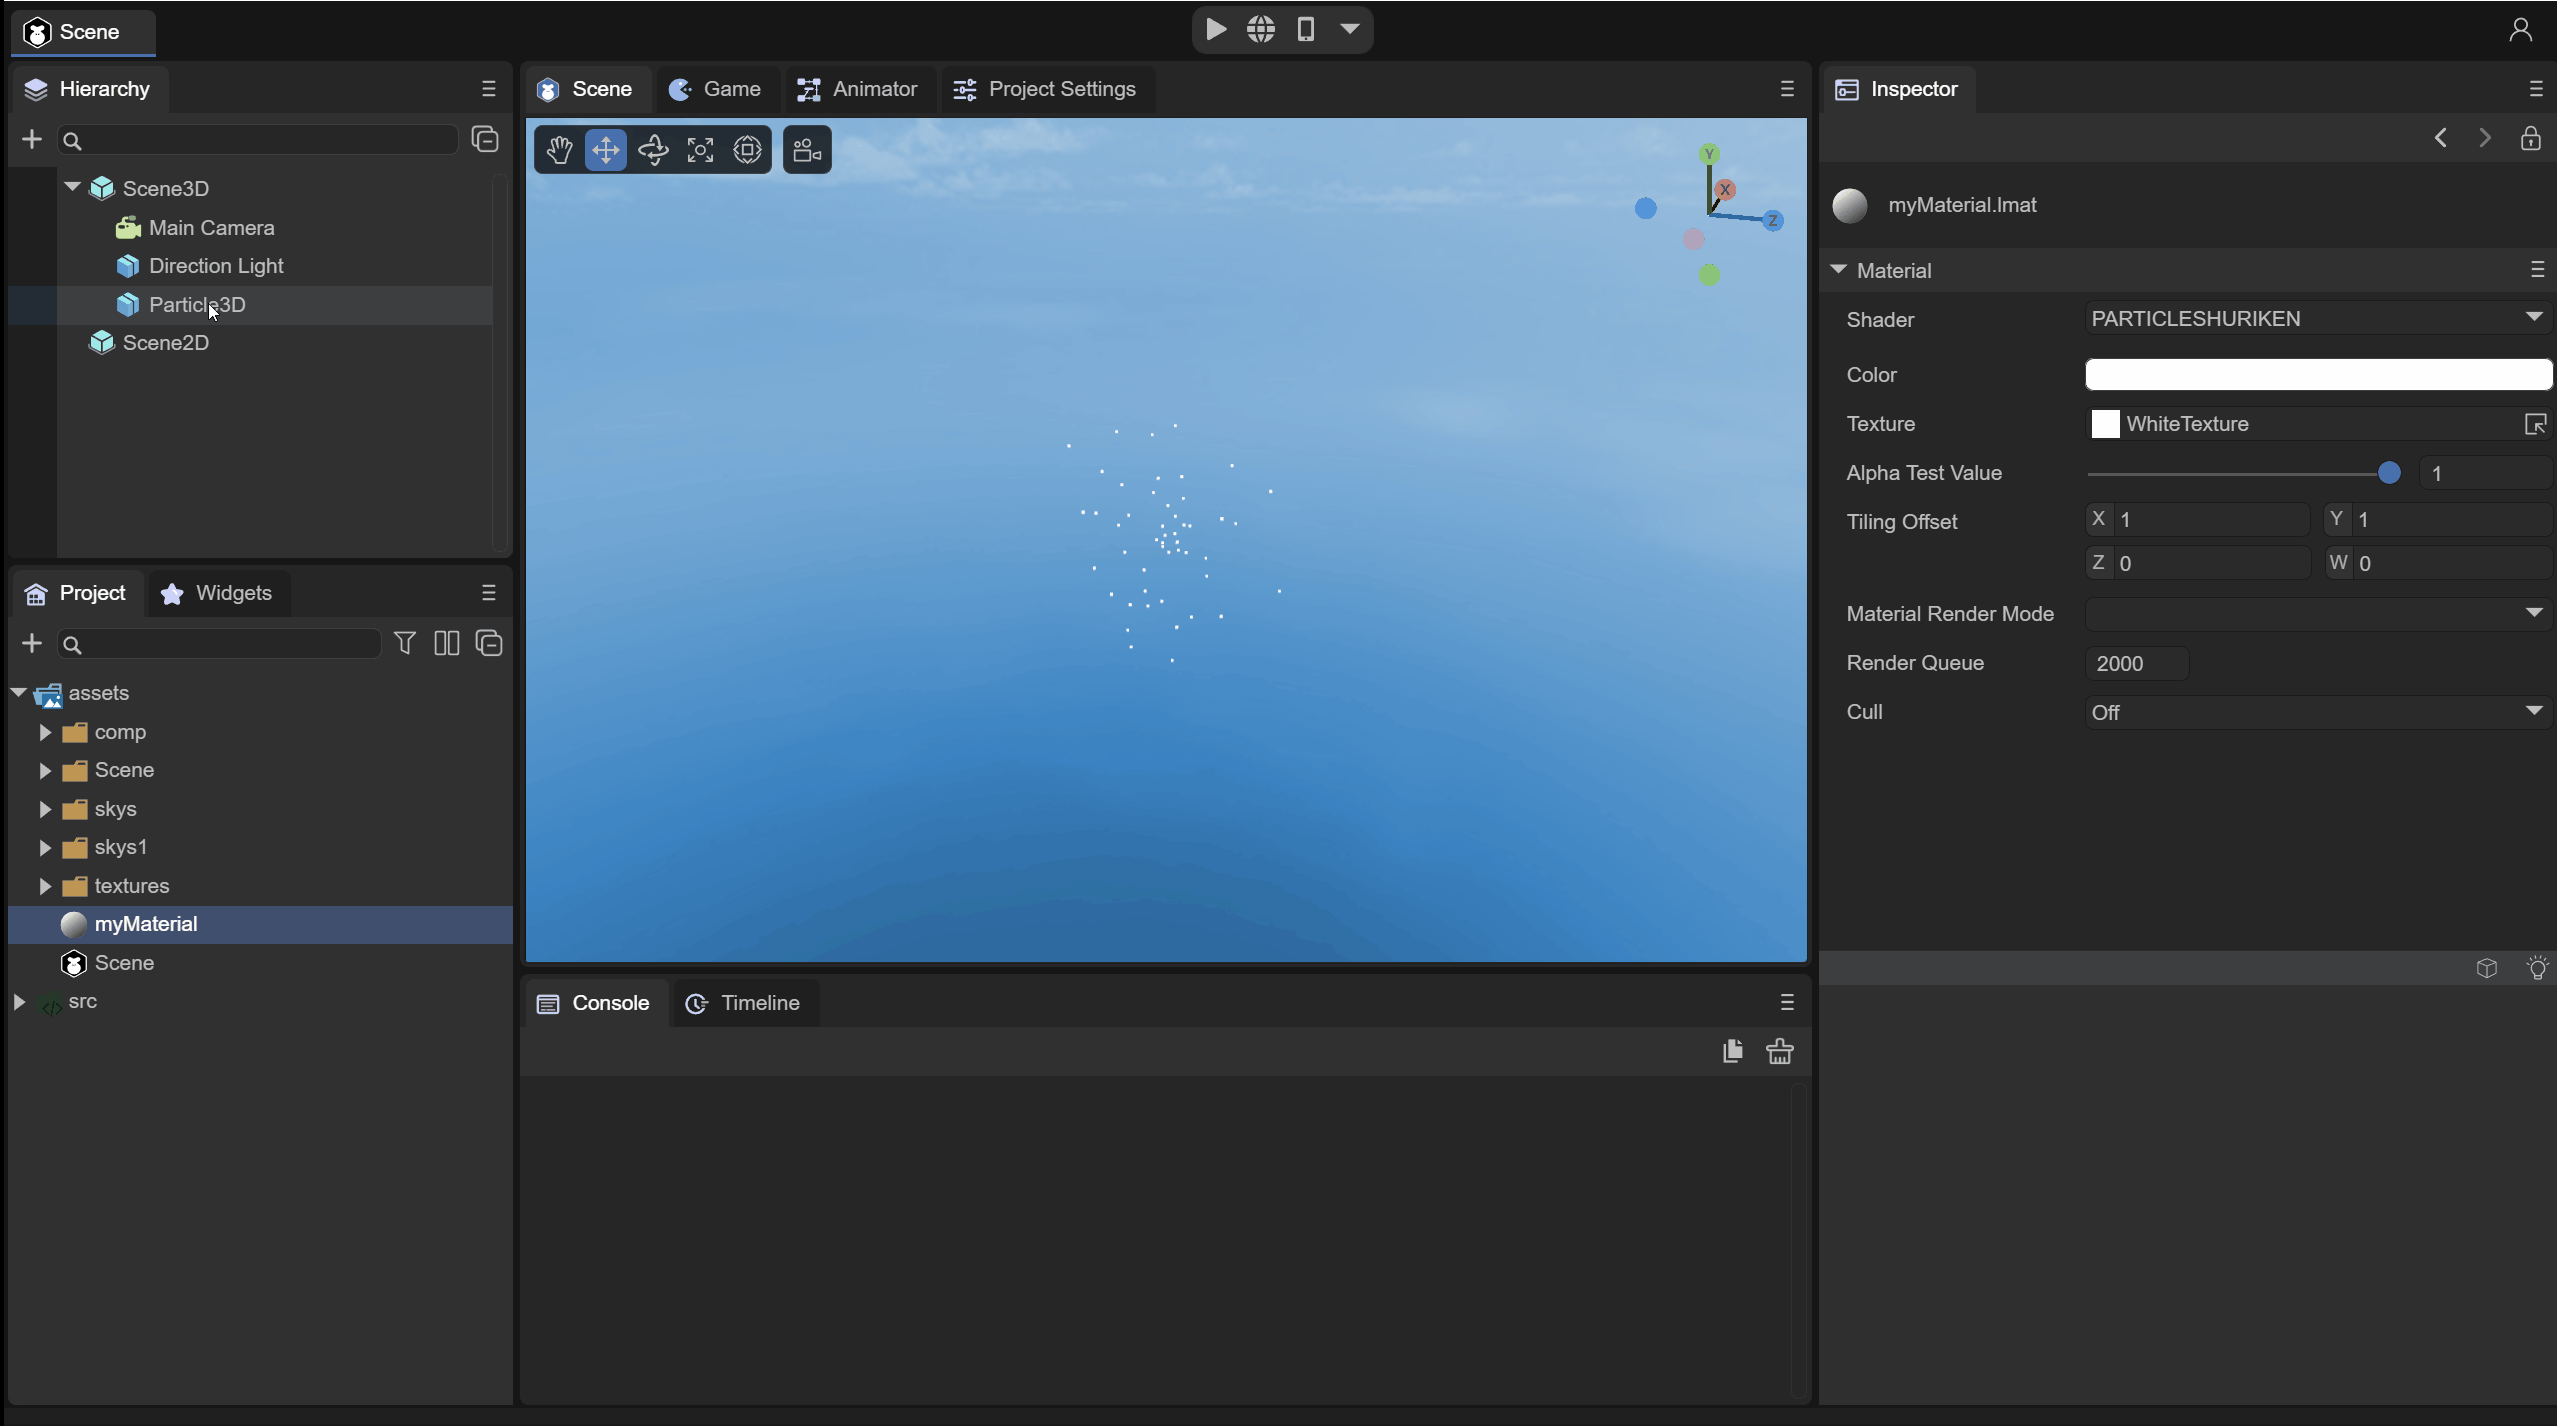 Scene
Hierarchy
Scene3D
Main Camera
Direction Light
Particle3D
Scene2D
Project Widgets
assets
comp
Scene
skys
skys1
textures
myMaterial
Scene
src
Scene Game Animator Project Settings
Y
X
Z
Console Timeline
Inspector
myMaterial.lmat
Material
Shader PARTICLESHURIKEN
Color
Texture WhiteTexture
Alpha Test Value 1
Tiling Offset X 1 Y 1
Z 0 W 0
Material Render Mode
Render Queue 2000
Cull Off